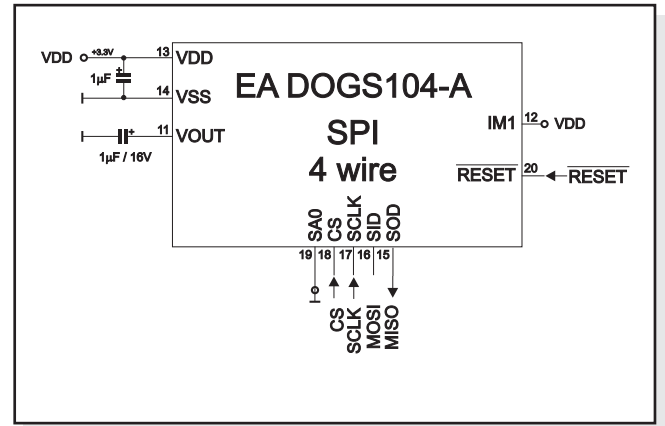 VDD +3.3V 13 VDD
1µF
14 VSS
11 VOUT
1µF / 16V
EA DOGS104-A
SPI
4 wire
IM1 12 VDD
RESET 20 RESET
SA0 CS SCLK SID SOD
19 18 17 16 15
CS SCLK MOSI MISO